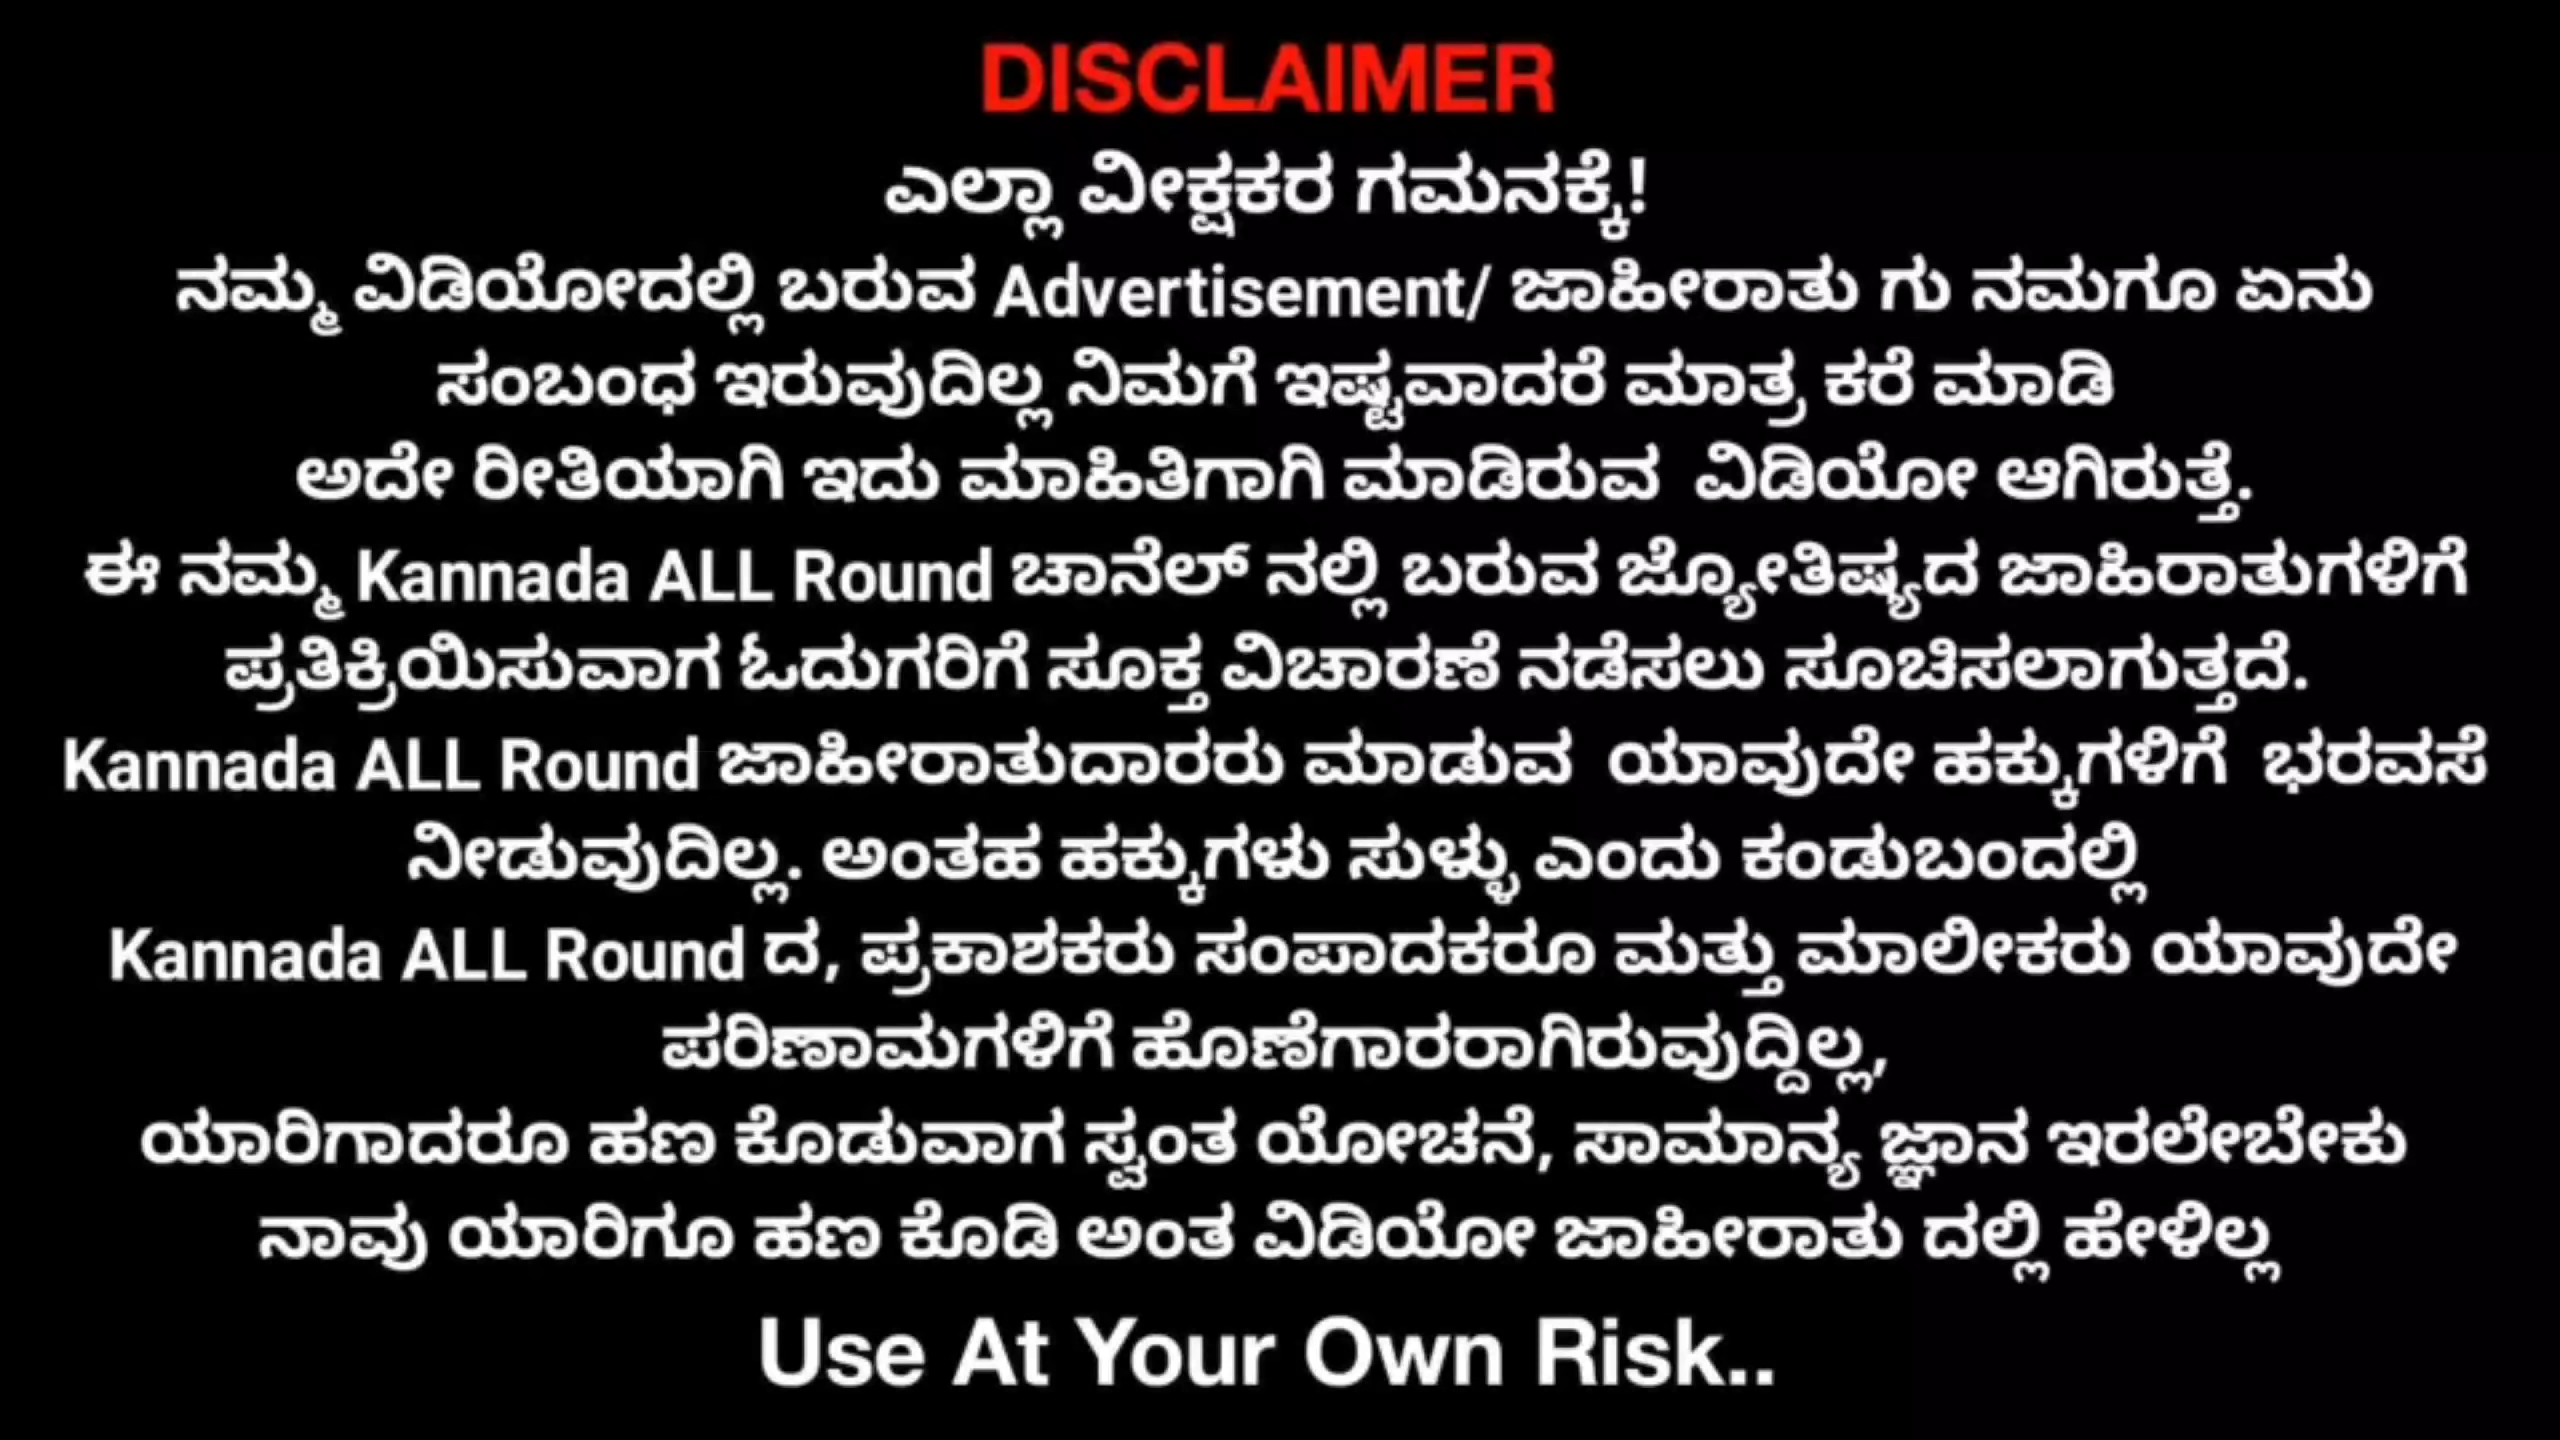 DISCLAIMER
ಎಲ್ಲಾ ವೀಕ್ಷಕರ ಗಮನಕ್ಕೆ!
ನಮ್ಮ ವಿಡಿಯೋದಲ್ಲಿ ಬರುವ Advertisement/ ಜಾಹೀರಾತು ಗು ನಮಗೂ ಏನು
ಸಂಬಂಧ ಇರುವುದಿಲ್ಲ ನಿಮಗೆ ಇಷ್ಟವಾದರೆ ಮಾತ್ರ ಕರೆ ಮಾಡಿ
ಅದೇ ರೀತಿಯಾಗಿ ಇದು ಮಾಹಿತಿಗಾಗಿ ಮಾಡಿರುವ ವಿಡಿಯೋ ಆಗಿರುತ್ತೆ.
ಈ ನಮ್ಮ Kannada ALL Round ಚಾನೆಲ್ ನಲ್ಲಿ ಬರುವ ಜ್ಯೋತಿಷ್ಯದ ಜಾಹಿರಾತುಗಳಿಗೆ
ಪ್ರತಿಕ್ರಿಯಿಸುವಾಗ ಓದುಗರಿಗೆ ಸೂಕ್ತ ವಿಚಾರಣೆ ನಡೆಸಲು ಸೂಚಿಸಲಾಗುತ್ತದೆ.
Kannada ALL Round ಜಾಹೀರಾತುದಾರರು ಮಾಡುವ ಯಾವುದೇ ಹಕ್ಕುಗಳಿಗೆ ಭರವಸೆ
ನೀಡುವುದಿಲ್ಲ. ಅಂತಹ ಹಕ್ಕುಗಳು ಸುಳ್ಳು ಎಂದು ಕಂಡುಬಂದಲ್ಲಿ
Kannada ALL Round ದ, ಪ್ರಕಾಶಕರು ಸಂಪಾದಕರೂ ಮತ್ತು ಮಾಲೀಕರು ಯಾವುದೇ
ಪರಿಣಾಮಗಳಿಗೆ ಹೊಣೆಗಾರರಾಗಿರುವುದ್ದಿಲ್ಲ,
ಯಾರಿಗಾದರೂ ಹಣ ಕೊಡುವಾಗ ಸ್ವಂತ ಯೋಚನೆ, ಸಾಮಾನ್ಯ ಜ್ಞಾನ ಇರಲೇಬೇಕು
ನಾವು ಯಾರಿಗೂ ಹಣ ಕೊಡಿ ಅಂತ ವಿಡಿಯೋ ಜಾಹೀರಾತು ದಲ್ಲಿ ಹೇಳಿಲ್ಲ
Use At Your Own Risk..